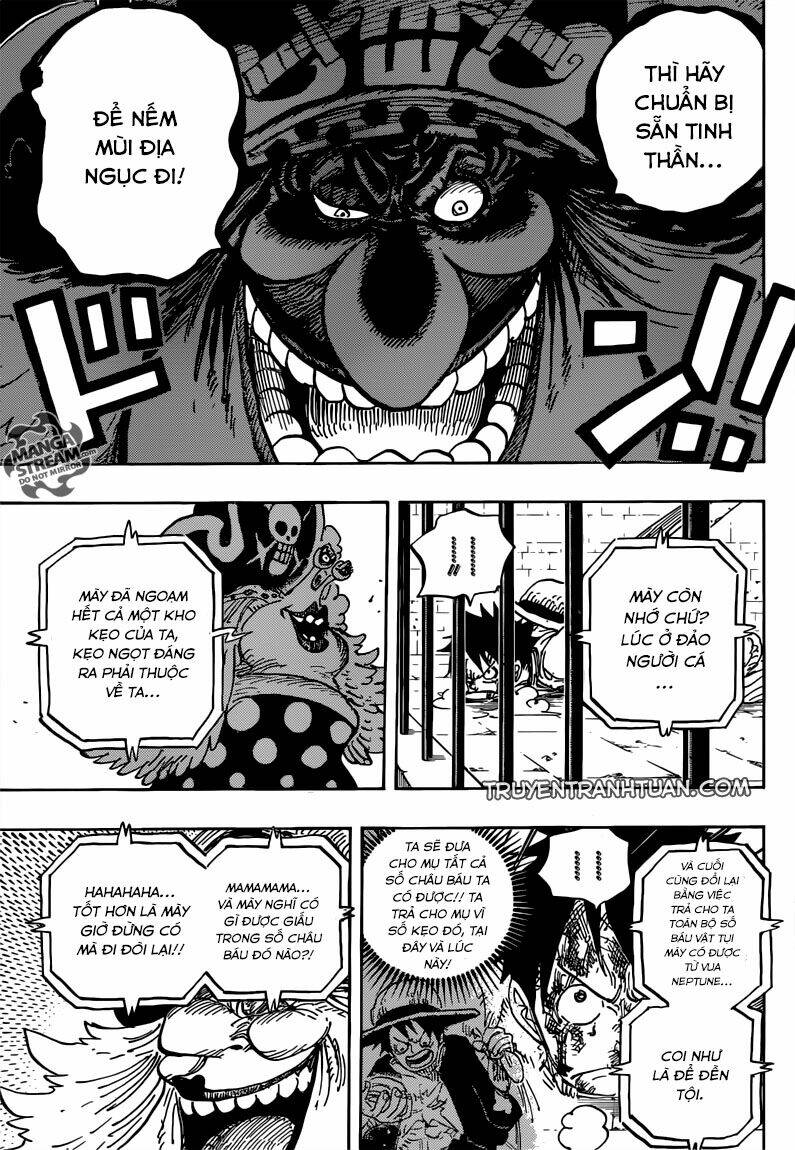 THÌ HÃY
CHUẨN BỊ
SẴN TINH
THẦN...
ĐỂ NẾM
MÙI ĐỊA
NGỤC ĐI!
ドン!!
MANGA
STREAM.com
DO NOT MIRROR
MÀY CÒN
NHỚ CHỨ?
LÚC Ở ĐẢO
NGƯỜI CÁ
...
!!
MÀY ĐÃ NGOẠM
HẾT CẢ MỘT KHO
KẸO CỦA TA,
KẸO NGỌT ĐÁNG
RA PHẢI THUỘC
VỀ TA...
TRUYENTRANHTUAN.COM
VÀ CUỐI
CÙNG ĐỔI LẠI
BẰNG VIỆC
TRẢ CHO TA
TOÀN BỘ SỐ
BÁU VẬT TỤI
MÀY CÓ ĐƯỢC
TỪ VUA
NEPTUNE...
COI NHƯ
LÀ ĐỂ ĐỀN
TỘI.
!!
TA SẼ ĐƯA
CHO MỤ TẤT CẢ
SỐ CHÂU BÁU TA
CÓ ĐƯỢC!! TA
TRẢ CHO MỤ VÌ
SỐ KẸO ĐÓ, TẠI
ĐÂY VÀ LÚC
NÀY!
MAMAMAMA...
VÀ MÀY NGHĨ CÓ
GÌ ĐƯỢC GIẤU
TRONG SỐ CHÂU
BÁU ĐÓ NÀO?!
HAHAHAHA...
TỐT HƠN LÀ MÀY
GIỜ ĐỪNG CÓ
MÀ ĐI ĐÔI LẠI!!